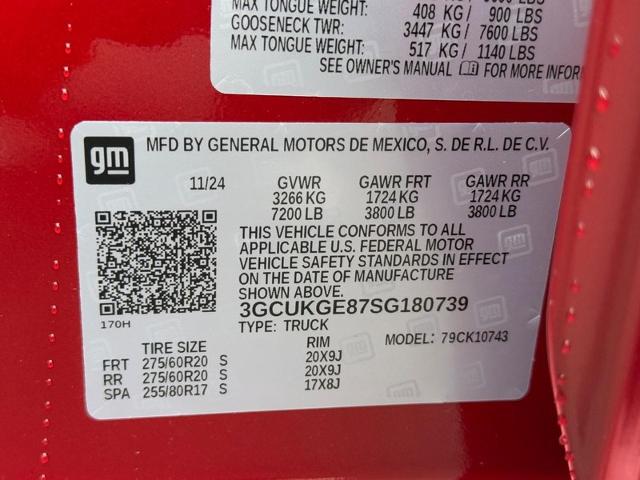 MAX TONGUE WEIGHT: 408 KG / 900 LBS
GOOSENECK TWR: 3447 KG / 7600 LBS
MAX TONGUE WEIGHT: 517 KG / 1140 LBS
SEE OWNER'S MANUAL FOR MORE INFOR
gm
MFD BY GENERAL MOTORS DE MEXICO, S. DE R.L. DE C.V.
11/24 GVWR GAWR FRT GAWR RR
3266 KG 1724 KG 1724 KG
7200 LB 3800 LB 3800 LB
THIS VEHICLE CONFORMS TO ALL
APPLICABLE U.S. FEDERAL MOTOR
VEHICLE SAFETY STANDARDS IN EFFECT
ON THE DATE OF MANUFACTURE
SHOWN ABOVE.
3GCUKGE87SG180739
170H
TYPE: TRUCK
MODEL: 79CK10743
TIRE SIZE RIM
FRT 275/60R20 S 20X9J
RR 275/60R20 S 20X9J
SPA 255/80R17 S 17X8J